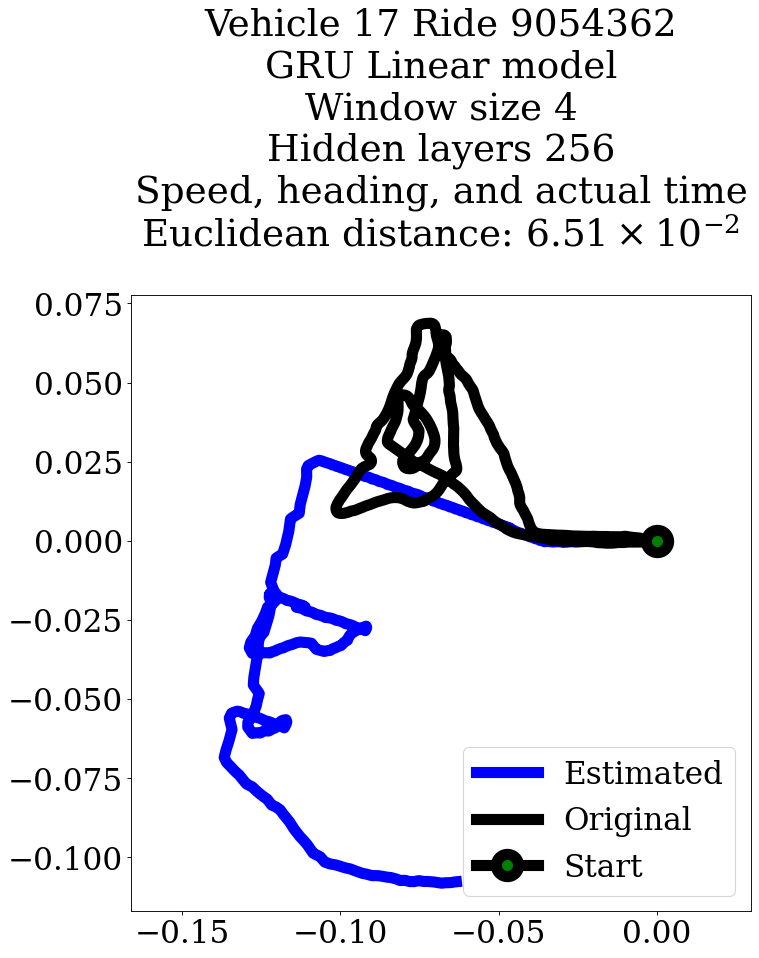 Vehicle 17 Ride 9054362
GRU Linear model
Window size 4
Hidden layers 256
Speed, heading, and actual time
Euclidean distance: 6.51 × 10⁻²
0.075
0.050
0.025
0.000
−0.025
−0.050
−0.075
−0.100
Estimated
Original
Start
−0.15 −0.10 −0.05 0.00